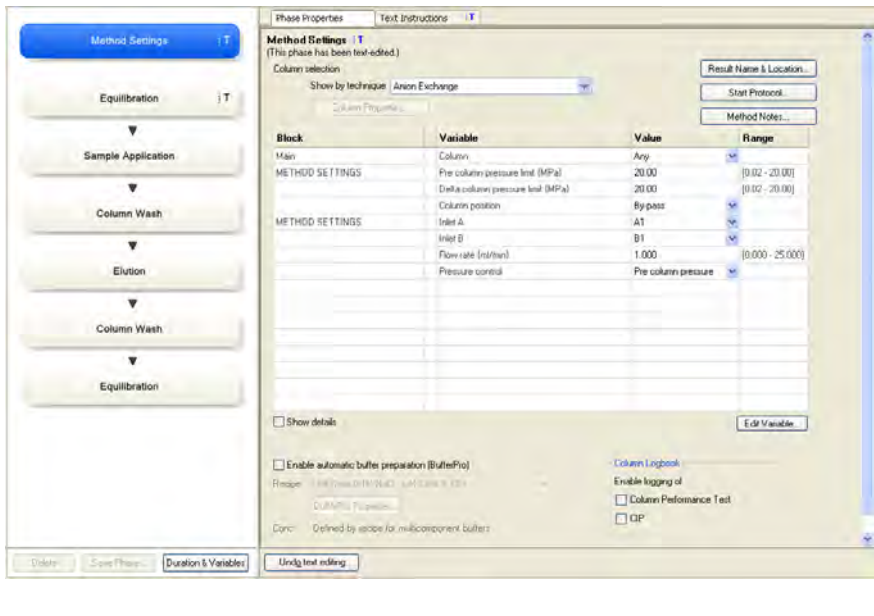 Method Settings T
Equilibration T
Sample Application
Column Wash
Elution
Column Wash
Equilibration
Delete Save Phase... Duration & Variables
Phase Properties Text Instructions T
Method Settings T
(This phase has been text-edited.)
Column selection
Result Name & Location...
Show by technique Anion Exchange
Start Protocol...
Column Properties...
Method Notes...
Block Variable Value Range
Main Column Any
METHOD SETTINGS Pre column pressure limit (MPa) 20.00 [0.02 - 20.00]
Delta column pressure limit (MPa) 20.00 [0.02 - 20.00]
Column position By pass
METHOD SETTINGS Inlet A A1
Inlet B B1
Flow rate (ml/min) 1.000 [0.000 - 25.000]
Pressure control Pre column pressure
Show details
Edit Variable...
Enable automatic buffer preparation (BufferPro)
Column Logbook
Recipe
Enable logging of
BufferPro Properties...
Column Performance Test
CIP
Conc: Defined by recipe for multicomponent buffers
Undo text editing